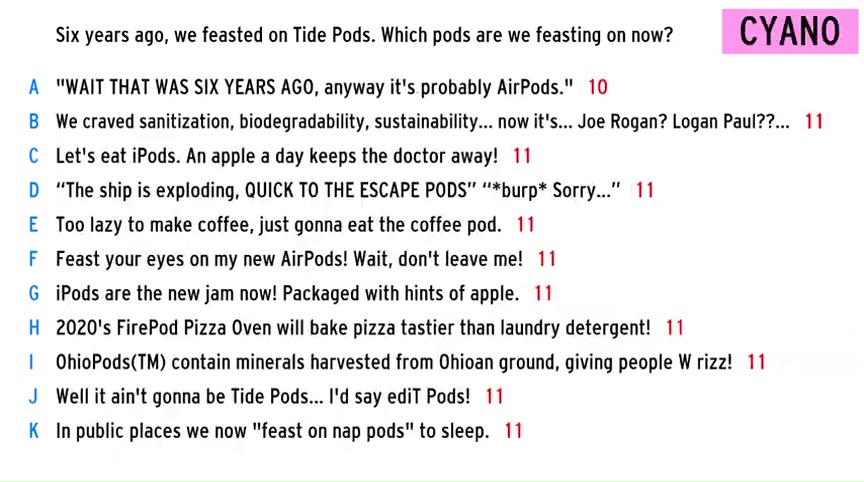 Six years ago, we feasted on Tide Pods. Which pods are we feasting on now?
CYANO
A "WAIT THAT WAS SIX YEARS AGO, anyway it's probably AirPods." 10
B We craved sanitization, biodegradability, sustainability... now it's... Joe Rogan? Logan Paul??... 11
C Let's eat iPods. An apple a day keeps the doctor away! 11
D “The ship is exploding, QUICK TO THE ESCAPE PODS” “*burp* Sorry...” 11
E Too lazy to make coffee, just gonna eat the coffee pod. 11
F Feast your eyes on my new AirPods! Wait, don't leave me! 11
G iPods are the new jam now! Packaged with hints of apple. 11
H 2020's FirePod Pizza Oven will bake pizza tastier than laundry detergent! 11
I OhioPods(TM) contain minerals harvested from Ohioan ground, giving people W rizz! 11
J Well it ain't gonna be Tide Pods... I'd say ediT Pods! 11
K In public places we now "feast on nap pods" to sleep. 11